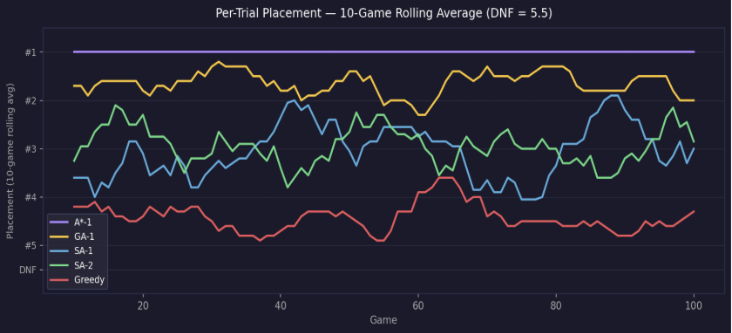 Per-Trial Placement — 10-Game Rolling Average (DNF = 5.5)
Placement (10-game rolling avg)
#1
#2
#3
#4
#5
DNF
A*-1
GA-1
SA-1
SA-2
Greedy
20
40
60
80
100
Game